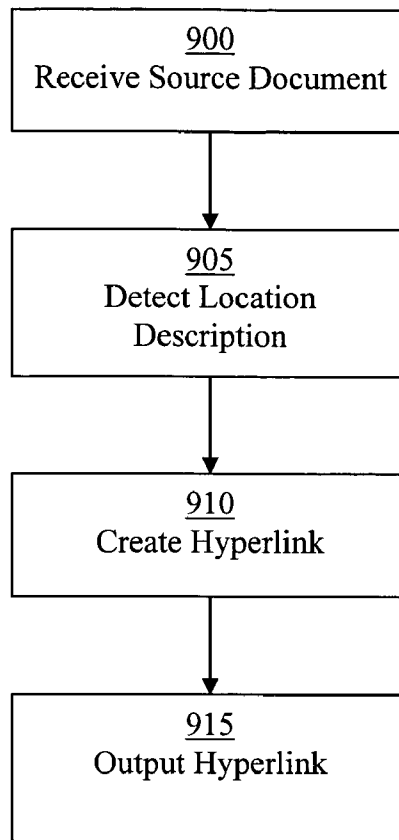 900
Receive Source Document
905
Detect Location
Description
910
Create Hyperlink
915
Output Hyperlink